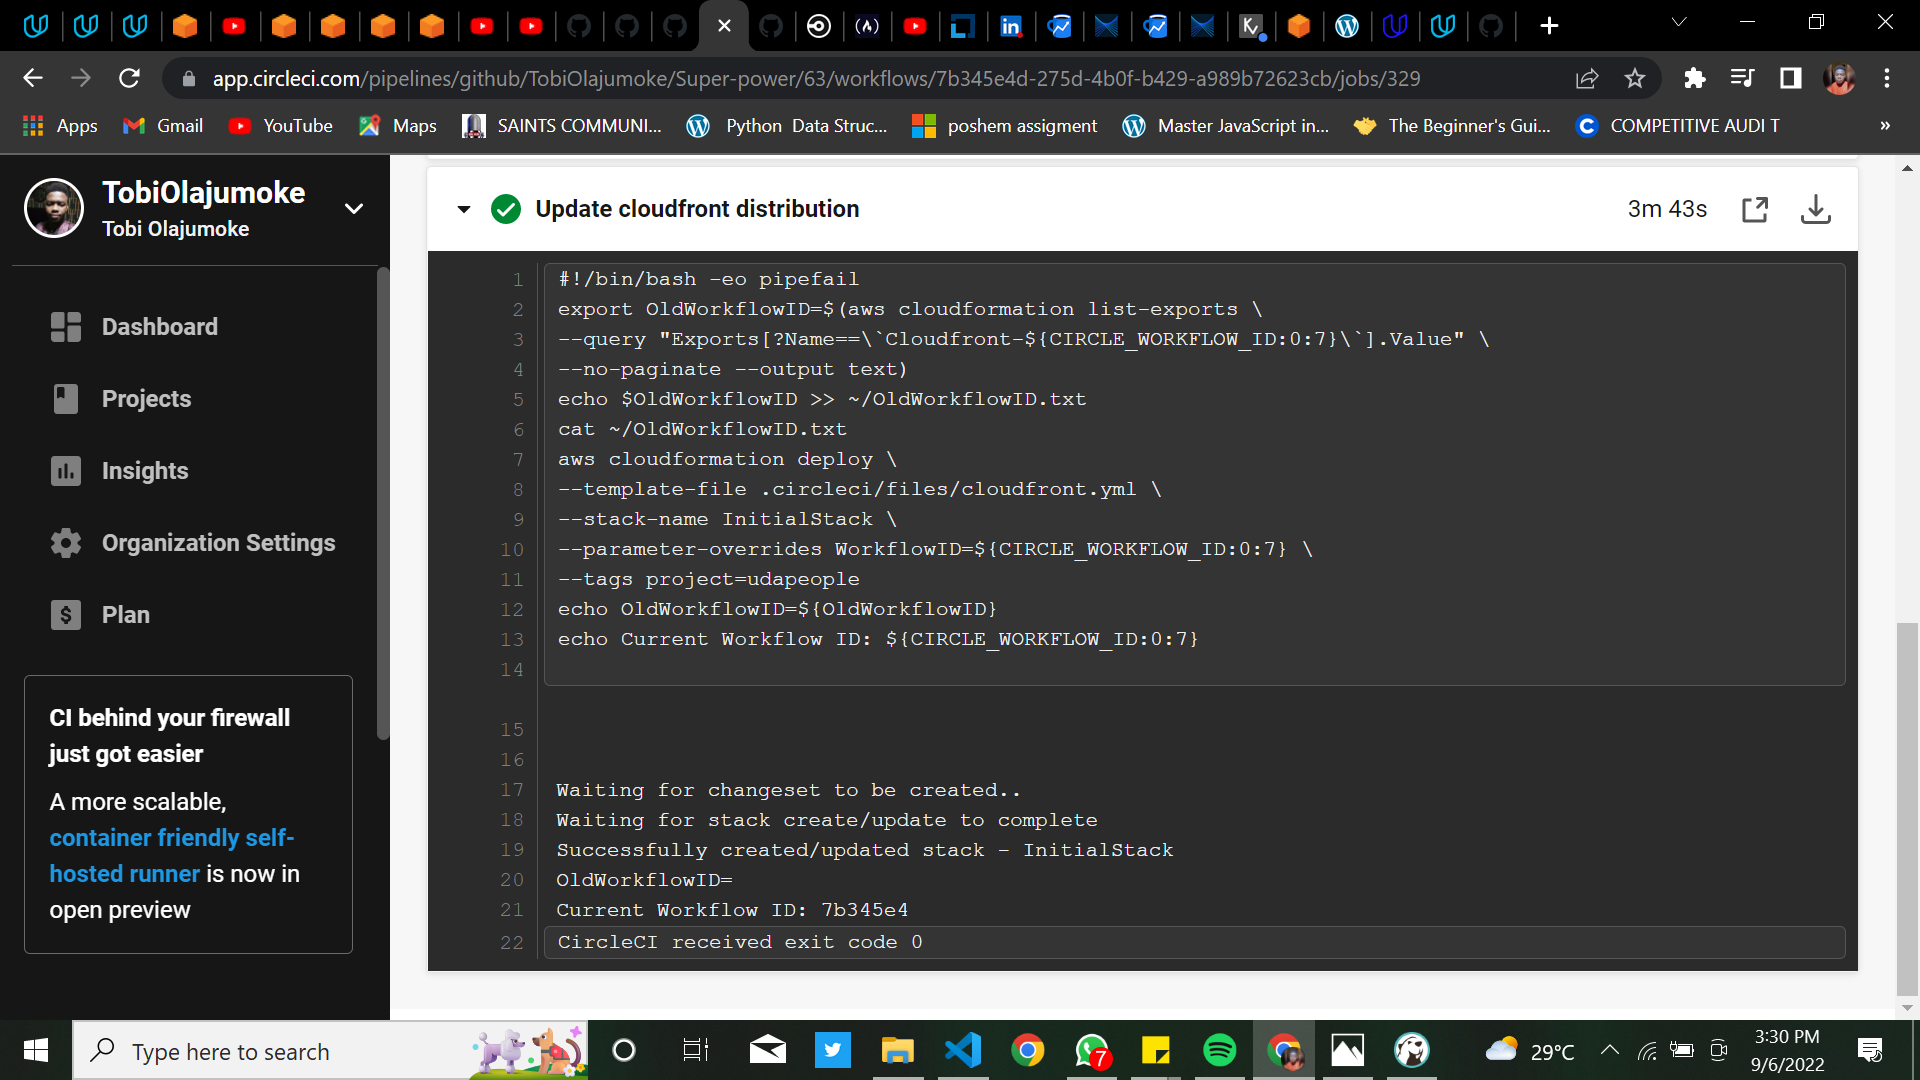 app.circleci.com/pipelines/github/TobiOlajumoke/Super-power/63/workflows/7b345e4d-275d-4b0f-b429-a989b72623cb/jobs/329
Apps
Gmail
YouTube
Maps
SAINTS COMMUNI...
Python Data Struc...
poshem assigment
Master JavaScript in...
The Beginner's Gui...
COMPETITIVE AUDI T
»
TobiOlajumoke
Tobi Olajumoke
Dashboard
Projects
Insights
Organization Settings
Plan
CI behind your firewall
just got easier
A more scalable,
container friendly self-
hosted runner is now in
open preview
Update cloudfront distribution
3m 43s
1 #!/bin/bash -eo pipefail
2 export OldWorkflowID=$(aws cloudformation list-exports \
3 --query "Exports[?Name==\`Cloudfront-${CIRCLE_WORKFLOW_ID:0:7}\`].Value" \
4 --no-paginate --output text)
5 echo $OldWorkflowID >> ~/OldWorkflowID.txt
6 cat ~/OldWorkflowID.txt
7 aws cloudformation deploy \
8 --template-file .circleci/files/cloudfront.yml \
9 --stack-name InitialStack \
10 --parameter-overrides WorkflowID=${CIRCLE_WORKFLOW_ID:0:7} \
11 --tags project=udapeople
12 echo OldWorkflowID=${OldWorkflowID}
13 echo Current Workflow ID: ${CIRCLE_WORKFLOW_ID:0:7}
14
15
16
17 Waiting for changeset to be created..
18 Waiting for stack create/update to complete
19 Successfully created/updated stack - InitialStack
20 OldWorkflowID=
21 Current Workflow ID: 7b345e4
22 CircleCI received exit code 0
Type here to search
7
29°C
3:30 PM
9/6/2022